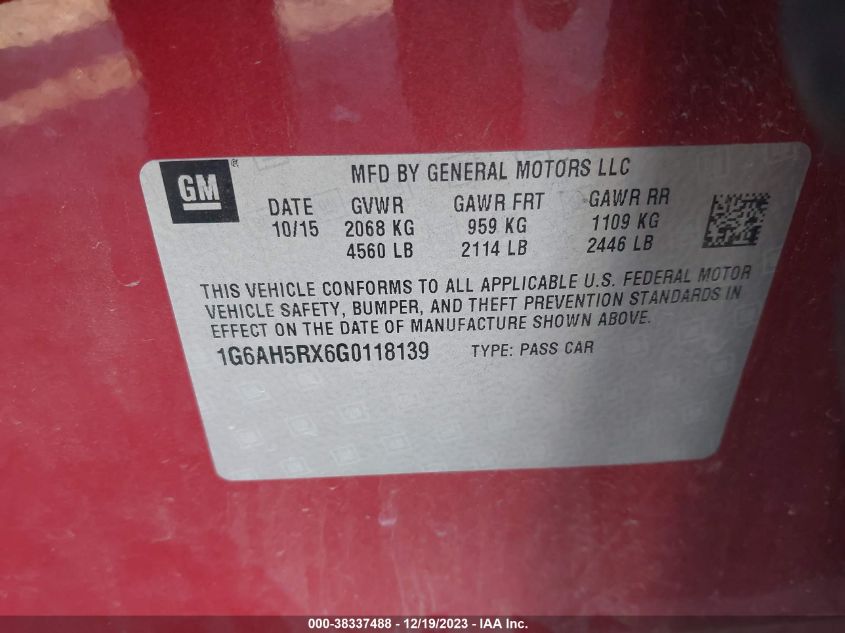 GM®
MFD BY GENERAL MOTORS LLC
DATE GVWR GAWR FRT GAWR RR
10/15 2068 KG 959 KG 1109 KG
4560 LB 2114 LB 2446 LB
THIS VEHICLE CONFORMS TO ALL APPLICABLE U.S. FEDERAL MOTOR
VEHICLE SAFETY, BUMPER, AND THEFT PREVENTION STANDARDS IN
EFFECT ON THE DATE OF MANUFACTURE SHOWN ABOVE.
1G6AH5RX6G0118139 TYPE: PASS CAR
000-38337488 - 12/19/2023 - IAA Inc.